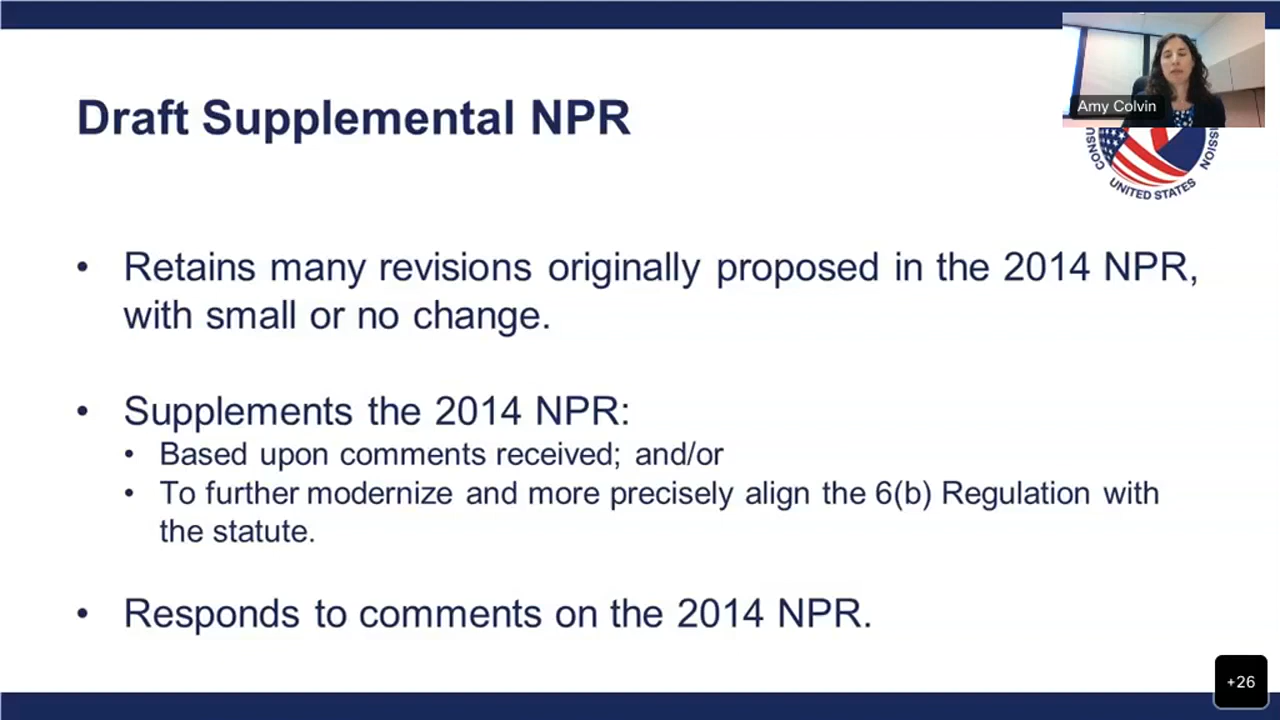 Draft Supplemental NPR
Amy Colvin
UNITED STATES
• Retains many revisions originally proposed in the 2014 NPR,
with small or no change.
• Supplements the 2014 NPR:
• Based upon comments received; and/or
• To further modernize and more precisely align the 6(b) Regulation with
the statute.
• Responds to comments on the 2014 NPR.
+26